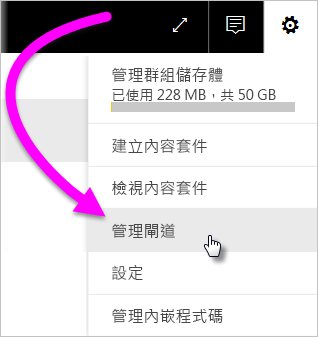 管理群組儲存體
已使用 228 MB，共 50 GB
建立內容套件
檢視內容套件
管理閘道
設定
管理內嵌程式碼